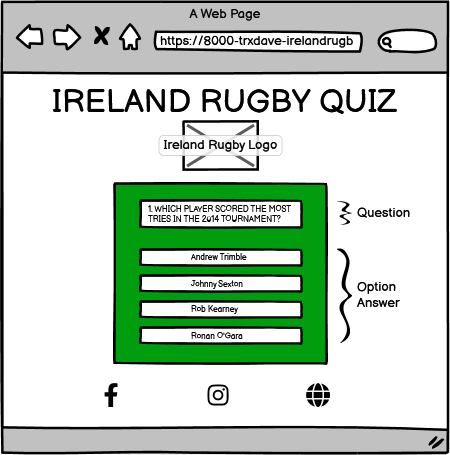 A Web Page
https://8000-trxdave-irelandrugb
IRELAND RUGBY QUIZ
Ireland Rugby Logo
1. WHICH PLAYER SCORED THE MOST
TRIES IN THE 2014 TOURNAMENT?
Question
Andrew Trimble
Johnny Sexton
Rob Kearney
Ronan O'Gara
Option
Answer